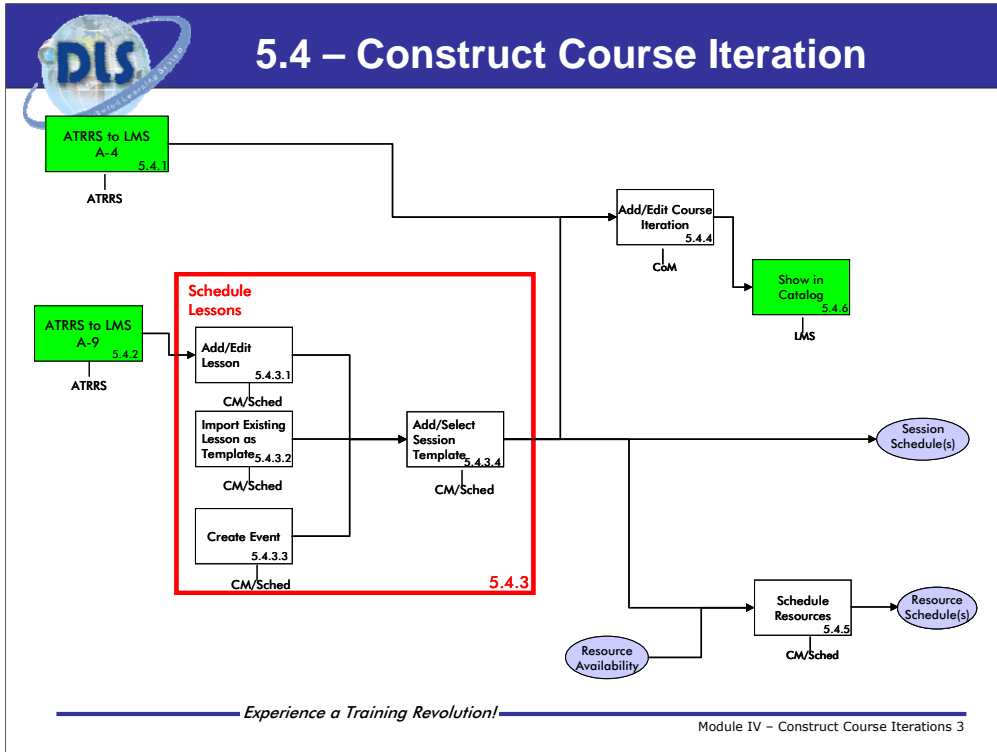 DLS
5.4 – Construct Course Iteration
ATRRS to LMS
A-4
5.4.1
ATRRS
Add/Edit Course
Iteration
5.4.4
CoM
Show in
Catalog
5.4.6
LMS
Schedule
Lessons
ATRRS to LMS
A-9
5.4.2
ATRRS
Add/Edit
Lesson
5.4.3.1
CM/Sched
Import Existing
Lesson as
Template
5.4.3.2
CM/Sched
Create Event
5.4.3.3
CM/Sched
Add/Select
Session
Template
5.4.3.4
CM/Sched
5.4.3
Session
Schedule(s)
Schedule
Resources
5.4.5
CM/Sched
Resource
Schedule(s)
Resource
Availability
Experience a Training Revolution!
Module IV – Construct Course Iterations 3